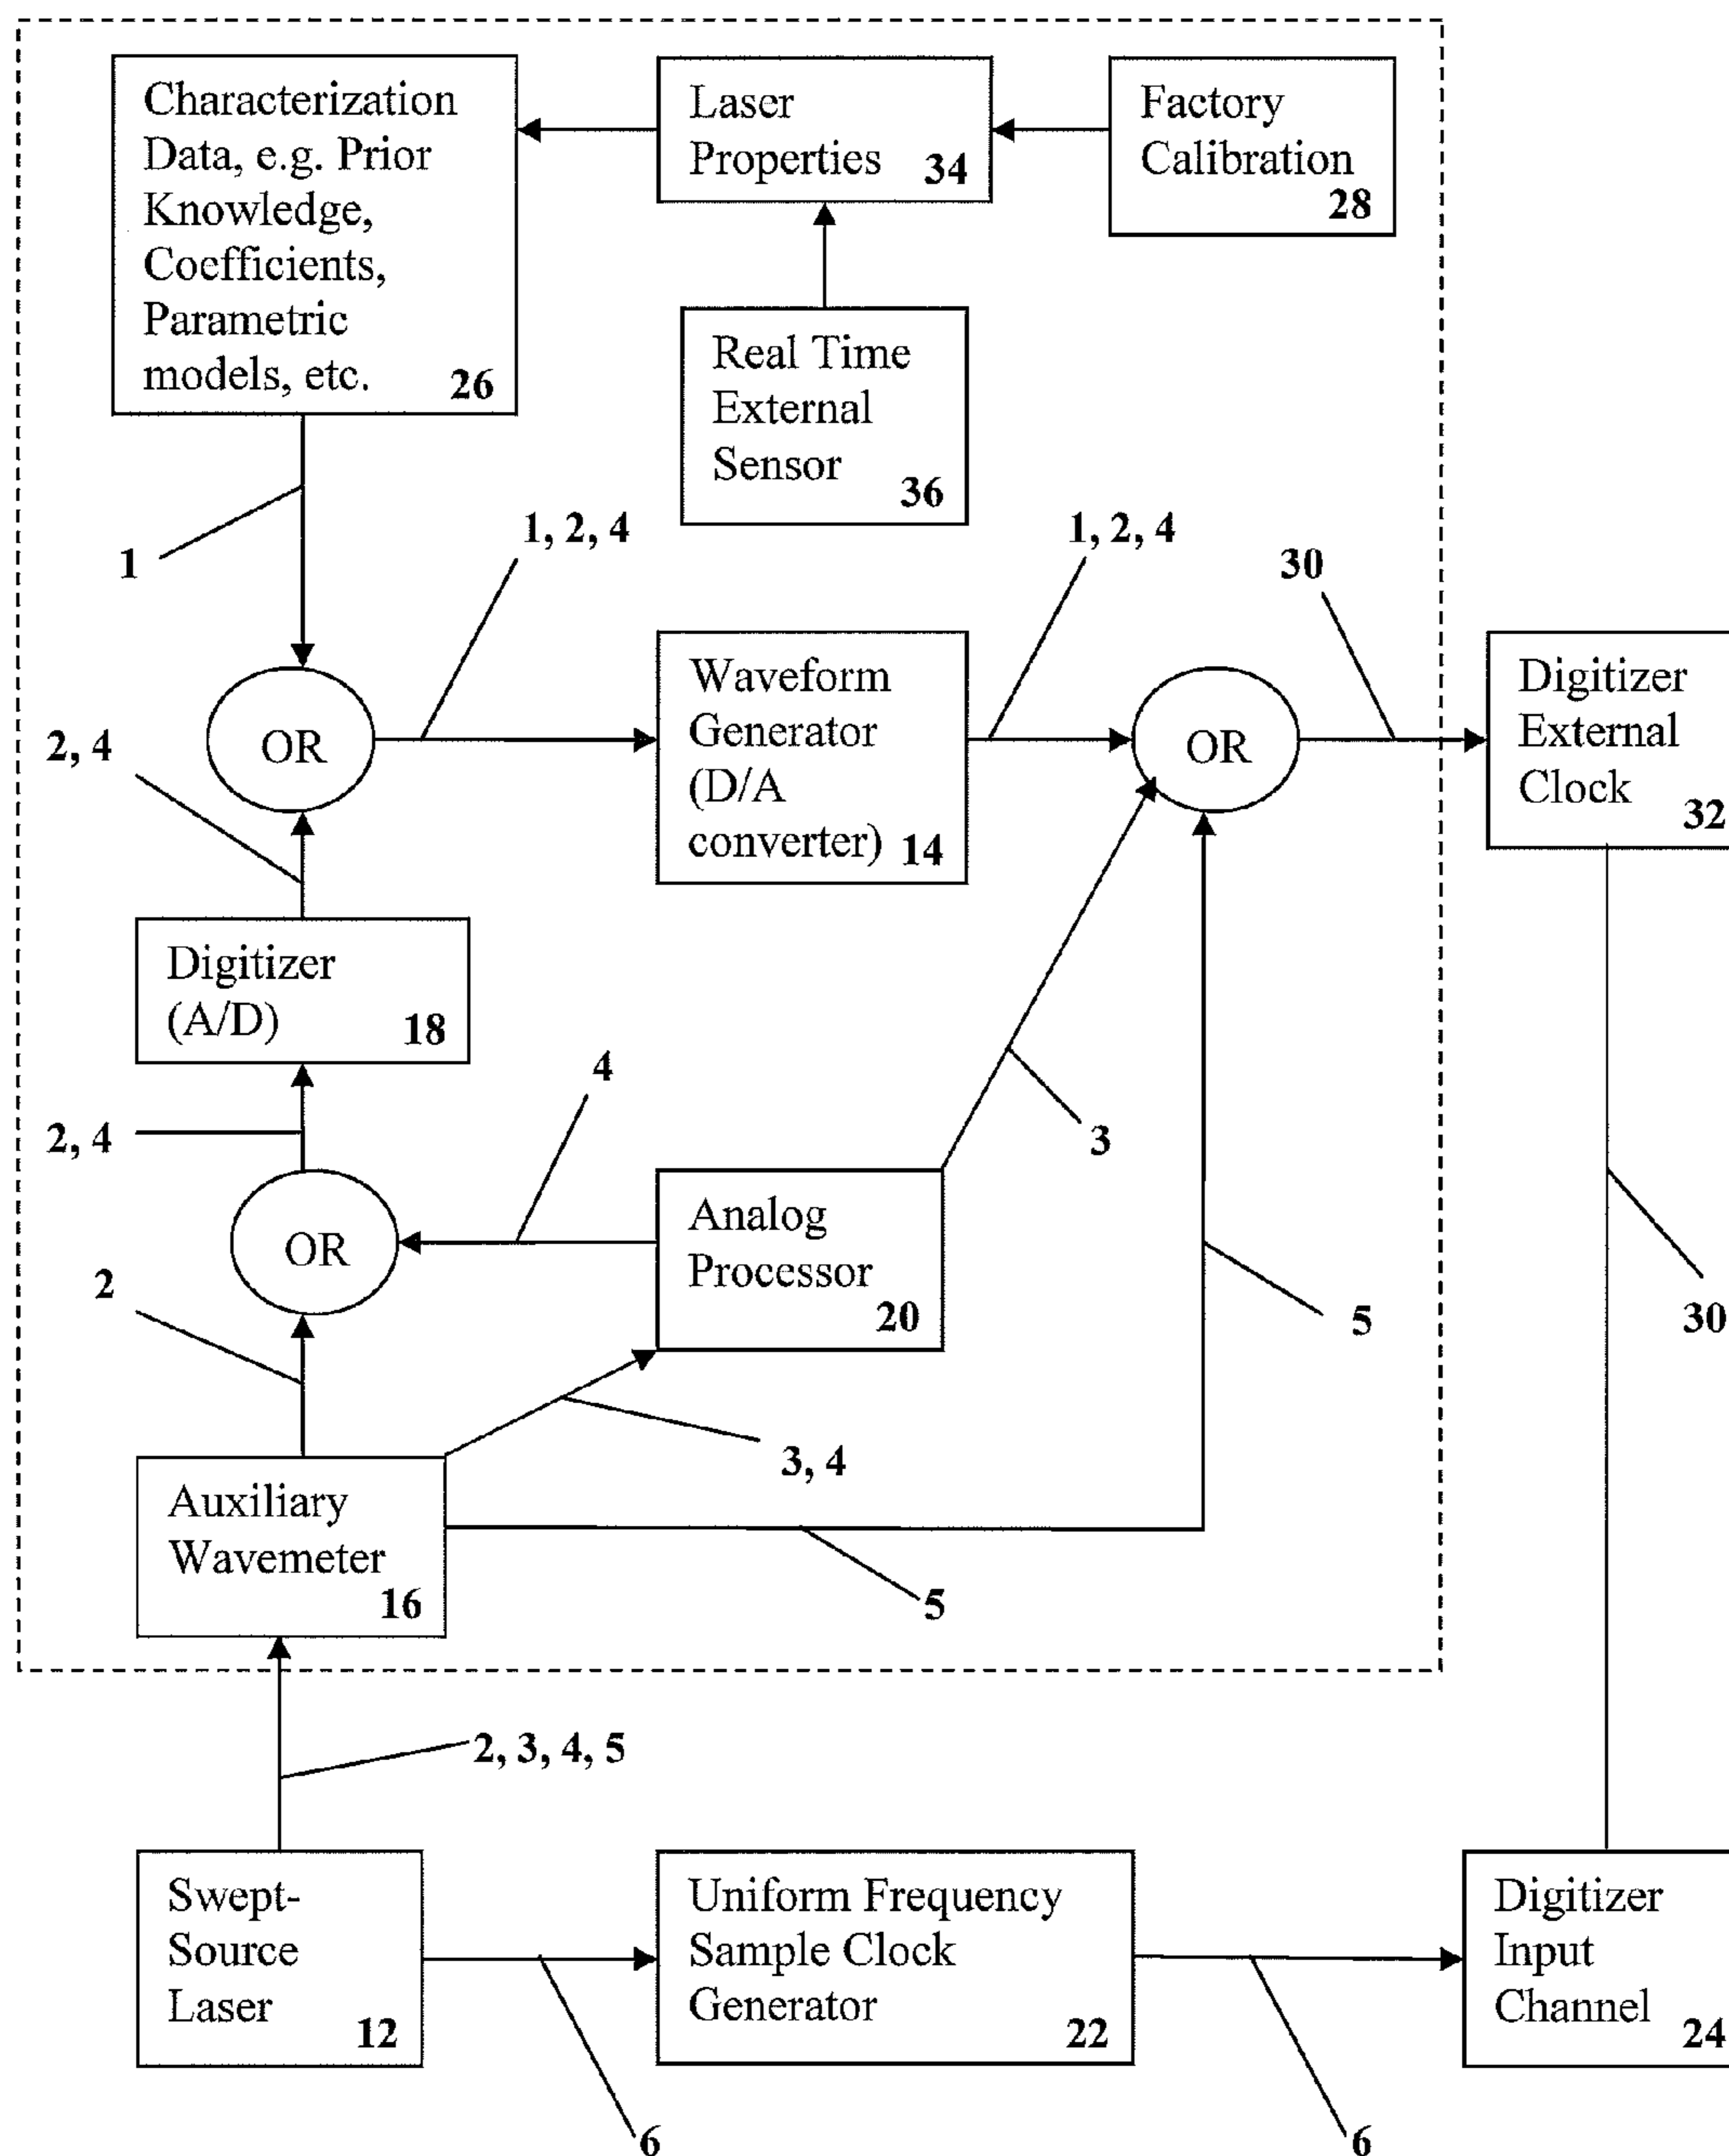 Characterization
Data, e.g. Prior
Knowledge,
Coefficients,
Parametric
models, etc.
26
Laser
Properties
34
Factory
Calibration
28
Real Time
External
Sensor
36
1
1, 2, 4
1, 2, 4
30
OR
Waveform
Generator
(D/A
converter) 14
OR
Digitizer
External
Clock
32
2, 4
Digitizer
(A/D)
18
4
3
2, 4
OR
Analog
Processor
20
2
5
30
3, 4
Auxiliary
Wavemeter
16
5
2, 3, 4, 5
Swept-
Source
Laser
12
Uniform Frequency
Sample Clock
Generator
22
Digitizer
Input
Channel
24
6
6